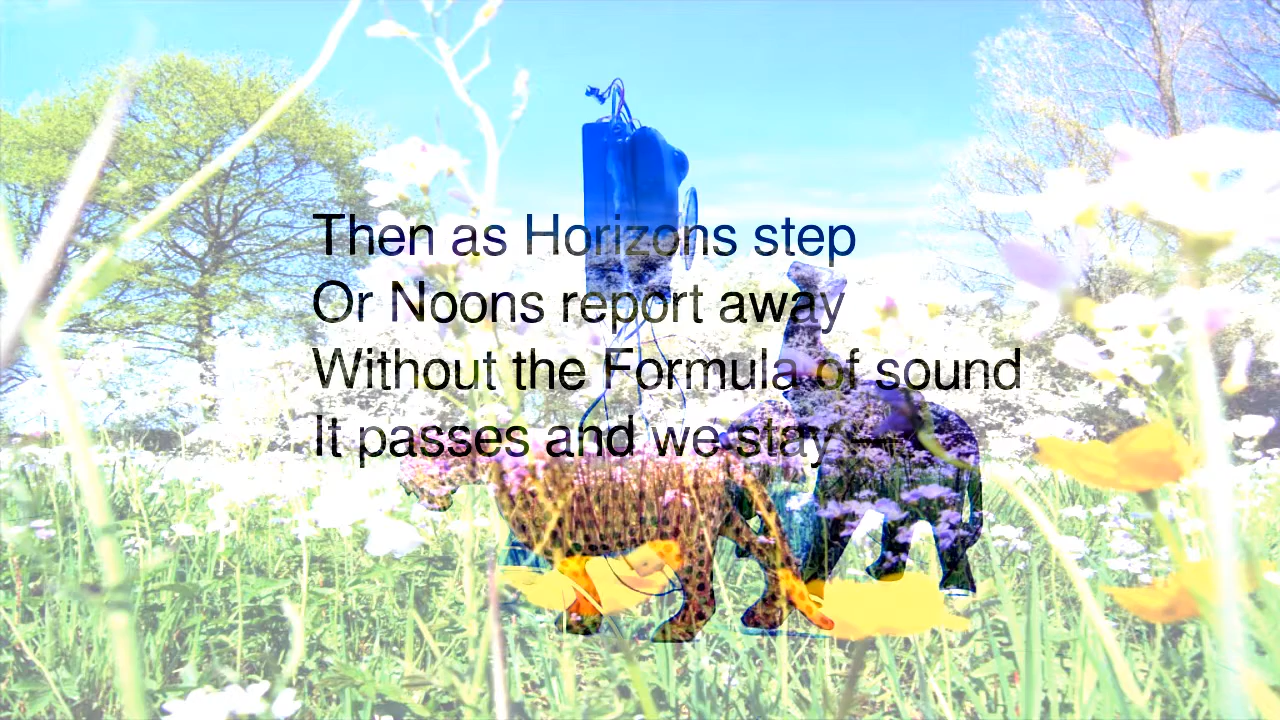 Then as Horizons step
Or Noons report away
Without the Formula of sound
It passes and we stay —